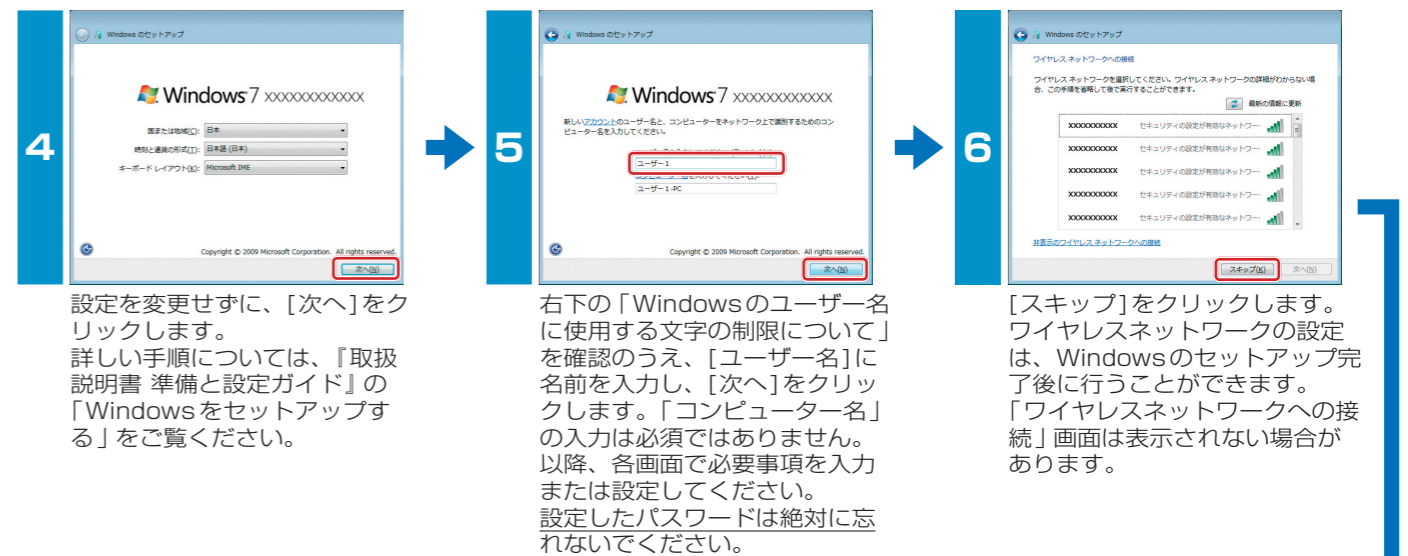 4
Windows のセットアップ
Windows 7 XXXXXXXXXXXX
国または地域(C): 日本
時刻と通貨の形式(T): 日本語 (日本)
キーボード レイアウト(K): Microsoft IME
Copyright © 2009 Microsoft Corporation. All rights reserved.
次へ(N)
設定を変更せずに、[次へ]をク
リックします。
詳しい手順については、『取扱
説明書 準備と設定ガイド』の
「Windowsをセットアップす
る」をご覧ください。
5
Windows のセットアップ
Windows 7 XXXXXXXXXXXX
新しいアカウントのユーザー名と、コンピューターをネットワーク上で識別するためのコン
ピューター名を入力してください。
ユーザー1
ユーザー1-PC
Copyright © 2009 Microsoft Corporation. All rights reserved.
次へ(N)
右下の「Windowsのユーザー名
に使用する文字の制限について」
を確認のうえ、[ユーザー名]に
名前を入力し、[次へ]をクリッ
クします。「コンピューター名」
の入力は必須ではありません。
以降、各画面で必要事項を入力
または設定してください。
設定したパスワードは絶対に忘
れないでください。
6
Windows のセットアップ
ワイヤレス ネットワークへの接続
ワイヤレス ネットワークを選択してください。ワイヤレス ネットワークの詳細がわからない場
合、この手順を省略して後で実行することができます。
最新の情報に更新
XXXXXXXXXX セキュリティの設定が有効なネットワー
XXXXXXXXXX セキュリティの設定が有効なネットワー
XXXXXXXXXX セキュリティの設定が有効なネットワー
XXXXXXXXXX セキュリティの設定が有効なネットワー
XXXXXXXXXX セキュリティの設定が有効なネットワー
非表示のワイヤレス ネットワークへの接続
スキップ(K) 次へ(N)
[スキップ]をクリックします。
ワイヤレスネットワークの設定
は、Windowsのセットアップ完
了後に行うことができます。
「ワイヤレスネットワークへの接
続」画面は表示されない場合が
あります。